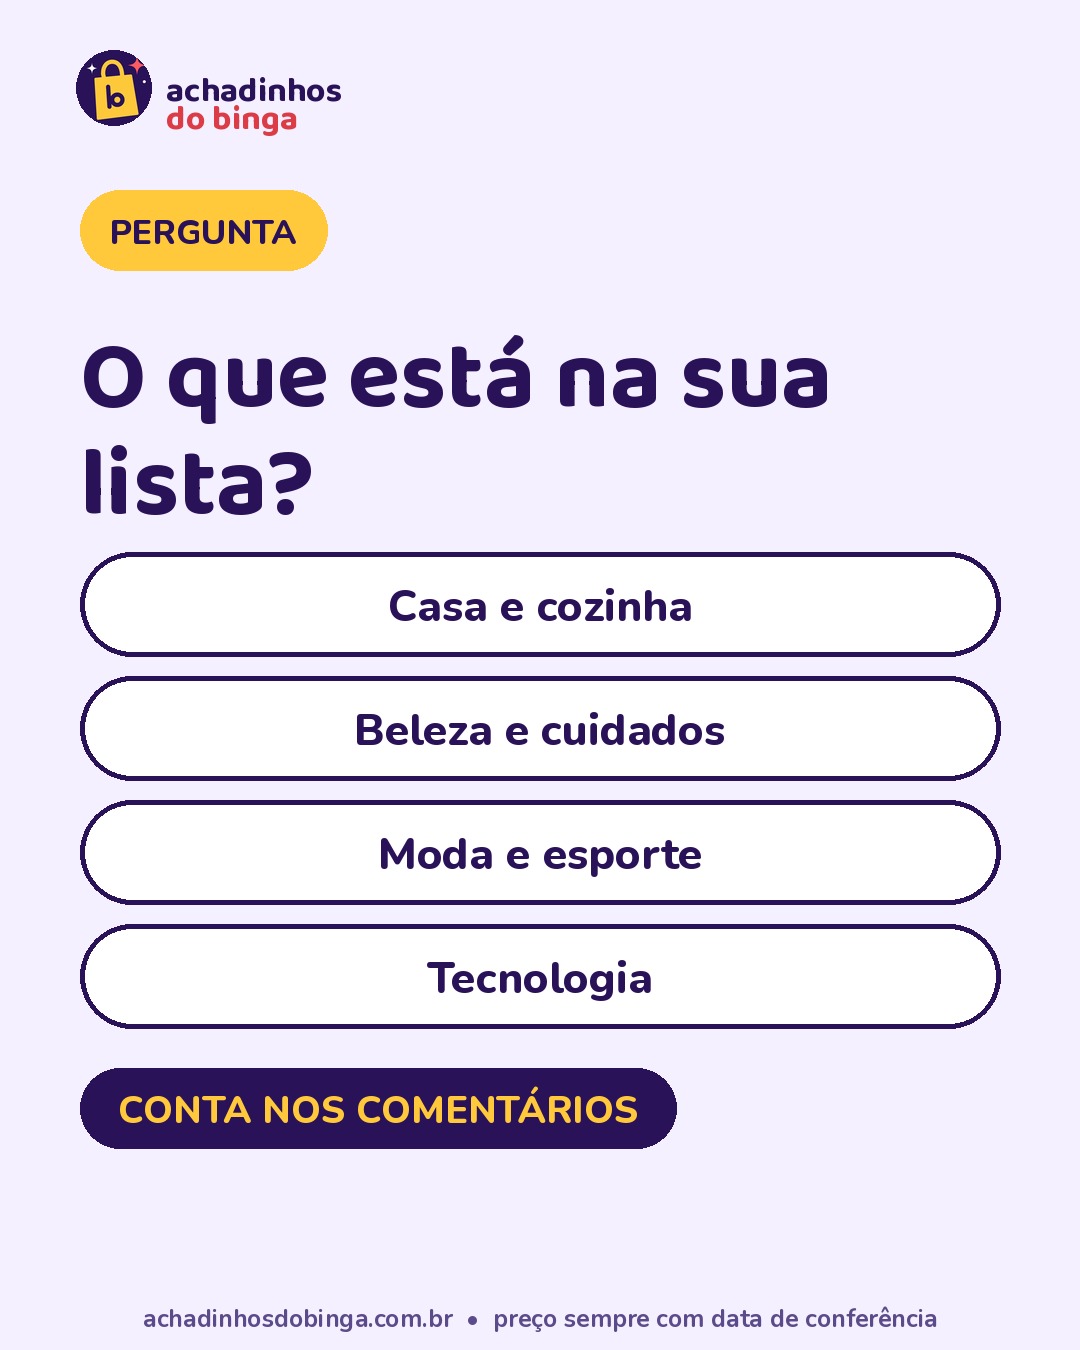 b
achadinhos
do binga
PERGUNTA
O que está na sua
lista?
Casa e cozinha
Beleza e cuidados
Moda e esporte
Tecnologia
CONTA NOS COMENTÁRIOS
achadinhosdobinga.com.br • preço sempre com data de conferência